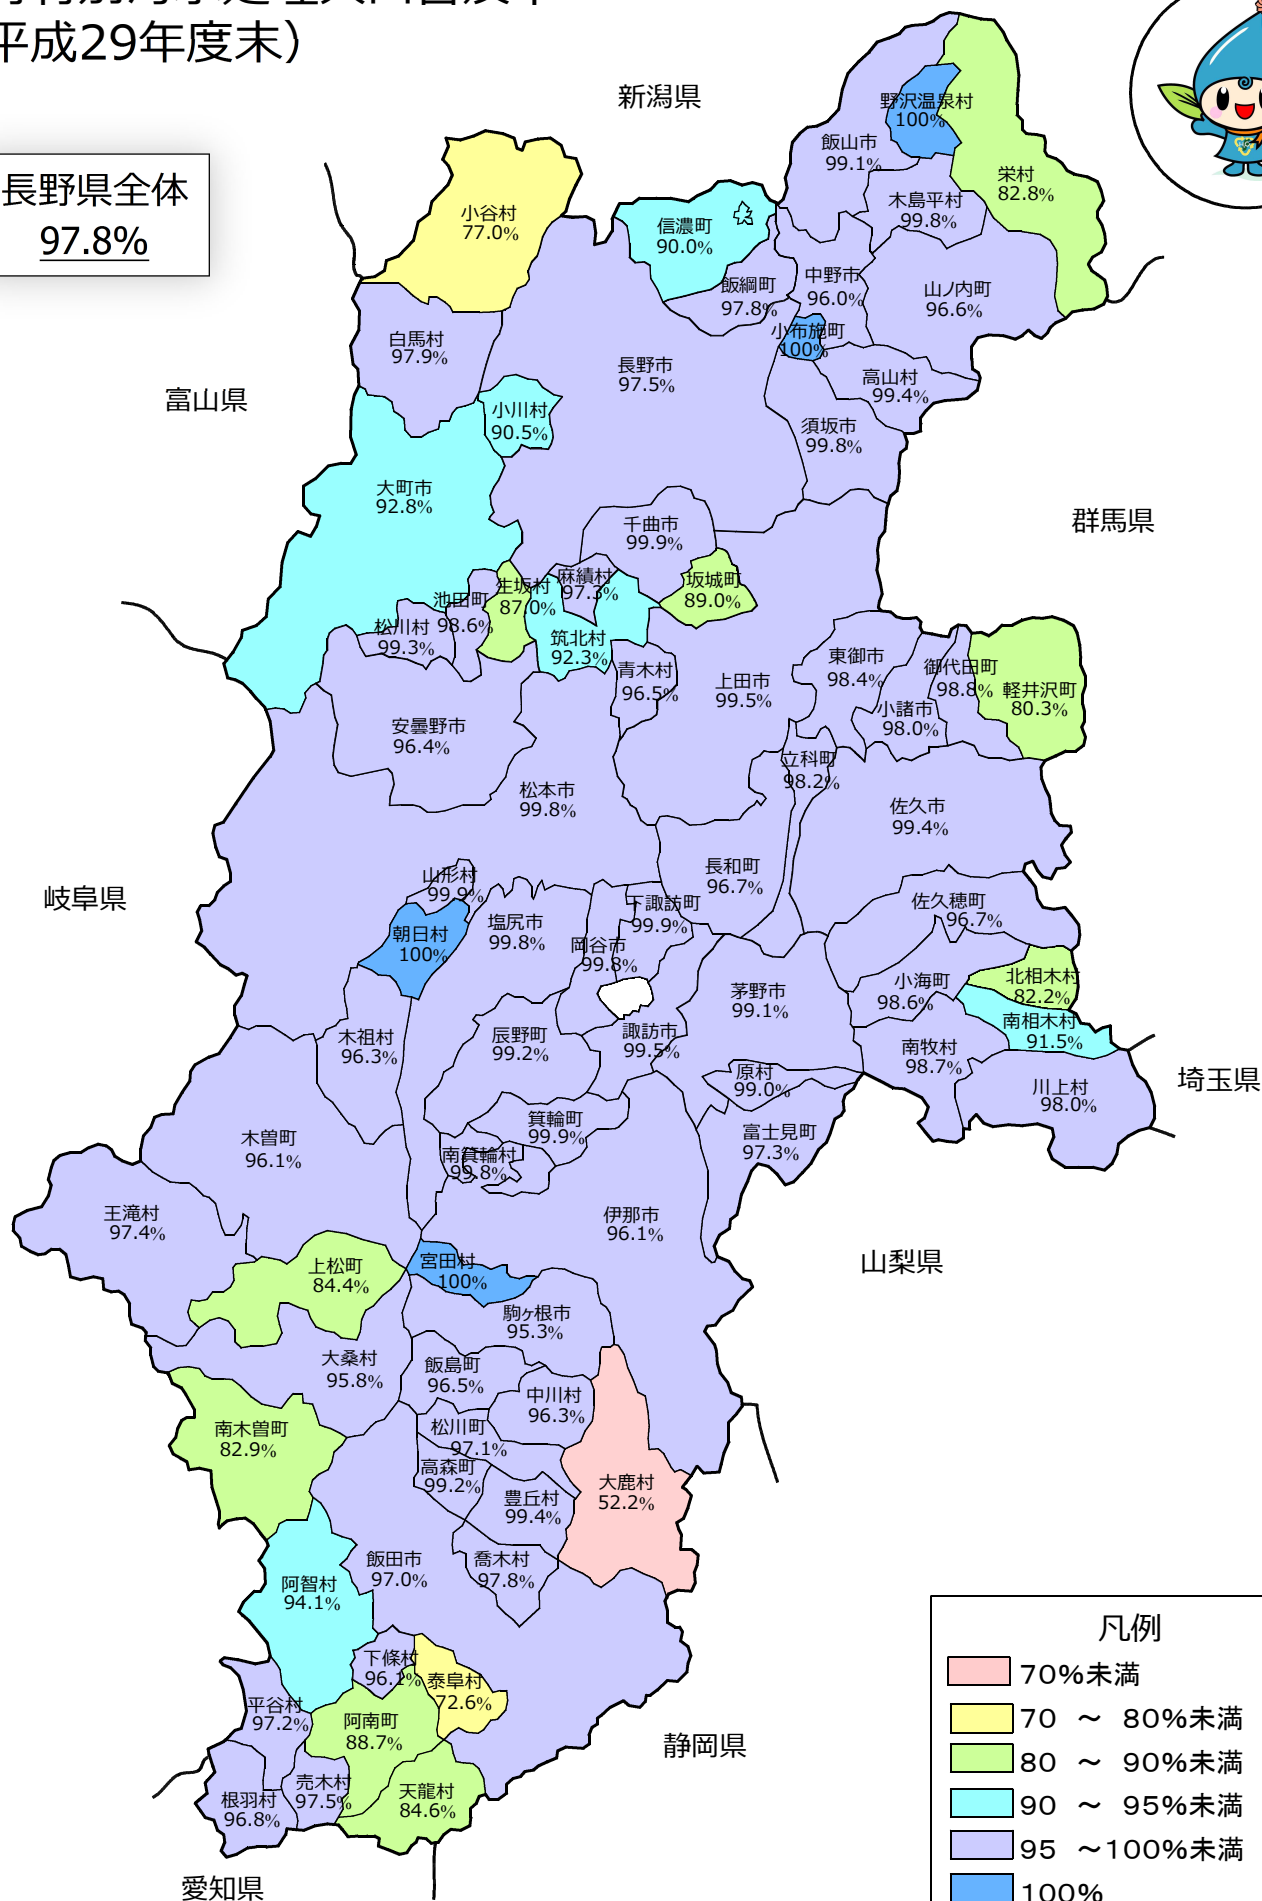 町村別汚水処理人口普及率
平成29年度末）
新潟県
長野県全体
97.8%
野沢温泉村
100%
飯山市
99.1%
栄村
82.8%
木島平村
99.8%
小谷村
77.0%
信濃町
90.0%
飯綱町
97.8%
中野市
96.0%
山ノ内町
96.6%
小布施町
100%
白馬村
97.9%
長野市
97.5%
高山村
99.4%
富山県
小川村
90.5%
須坂市
99.8%
大町市
92.8%
群馬県
千曲市
99.9%
麻績村
97.3%
坂城町
89.0%
生坂村
87.0%
池田町
98.6%
松川村
99.3%
筑北村
92.3%
青木村
96.5%
上田市
99.5%
東御市
98.4%
御代田町
98.8%
軽井沢町
80.3%
小諸市
98.0%
安曇野市
96.4%
立科町
98.2%
松本市
99.8%
佐久市
99.4%
長和町
96.7%
岐阜県
山形村
99.9%
下諏訪町
99.9%
佐久穂町
96.7%
朝日村
100%
塩尻市
99.8%
岡谷市
99.8%
小海町
98.6%
北相木村
82.2%
茅野市
99.1%
南相木村
91.5%
木祖村
96.3%
辰野町
99.2%
諏訪市
99.5%
南牧村
98.7%
原村
99.0%
川上村
98.0%
埼玉県
箕輪町
99.9%
富士見町
97.3%
木曽町
96.1%
南箕輪村
99.8%
王滝村
97.4%
伊那市
96.1%
山梨県
上松町
84.4%
宮田村
100%
駒ヶ根市
95.3%
大桑村
95.8%
飯島町
96.5%
中川村
96.3%
南木曽町
82.9%
松川町
97.1%
高森町
99.2%
大鹿村
52.2%
豊丘村
99.4%
飯田市
97.0%
喬木村
97.8%
阿智村
94.1%
下條村
96.1%
泰阜村
72.6%
平谷村
97.2%
阿南町
88.7%
静岡県
売木村
97.5%
根羽村
96.8%
天龍村
84.6%
愛知県
凡例
70%未満
70 ～ 80%未満
80 ～ 90%未満
90 ～ 95%未満
95 ～100%未満
100%